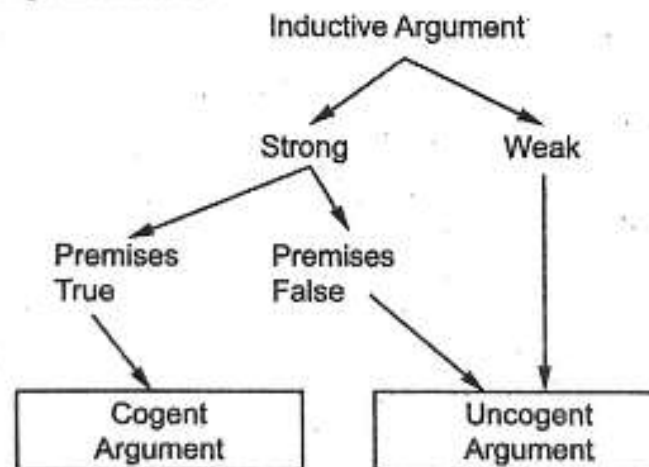 Inductive Argument
Strong
Weak
Premises
True
Premises
False
Cogent
Argument
Uncogent
Argument